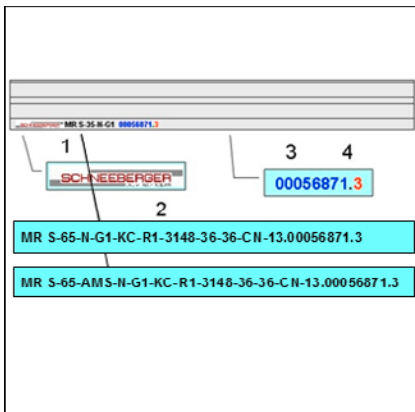 SCHNEEBERGER MR S-35-N-G1 00056871.3
1
3 4
SCHNEEBERGER
00056871.3
2
MR S-65-N-G1-KC-R1-3148-36-36-CN-13.00056871.3
MR S-65-AMS-N-G1-KC-R1-3148-36-36-CN-13.00056871.3